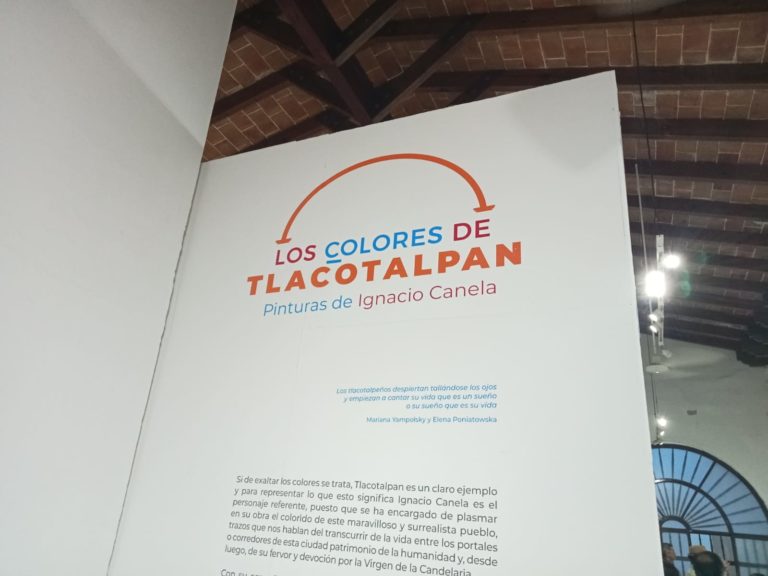 LOS COLORES DE
TLACOTALPAN
Pinturas de Ignacio Canela
Los tlacotalpeños despiertan tallándose los ojos
y empiezan a cantar su vida que es un sueño
o su sueño que es su vida
Mariana Yampolsky y Elena Poniatowska
Si de exaltar los colores se trata, Tlacotalpan es un claro ejemplo
y para representar lo que esto significa Ignacio Canela es el
personaje referente, puesto que se ha encargado de plasmar
en su obra el colorido de este maravilloso y surrealista pueblo,
trazos que nos hablan del transcurrir de la vida entre los portales
o corredores de esta ciudad patrimonio de la humanidad y, desde
luego, de su fervor y devoción por la Virgen de la Candelaria.
Con su